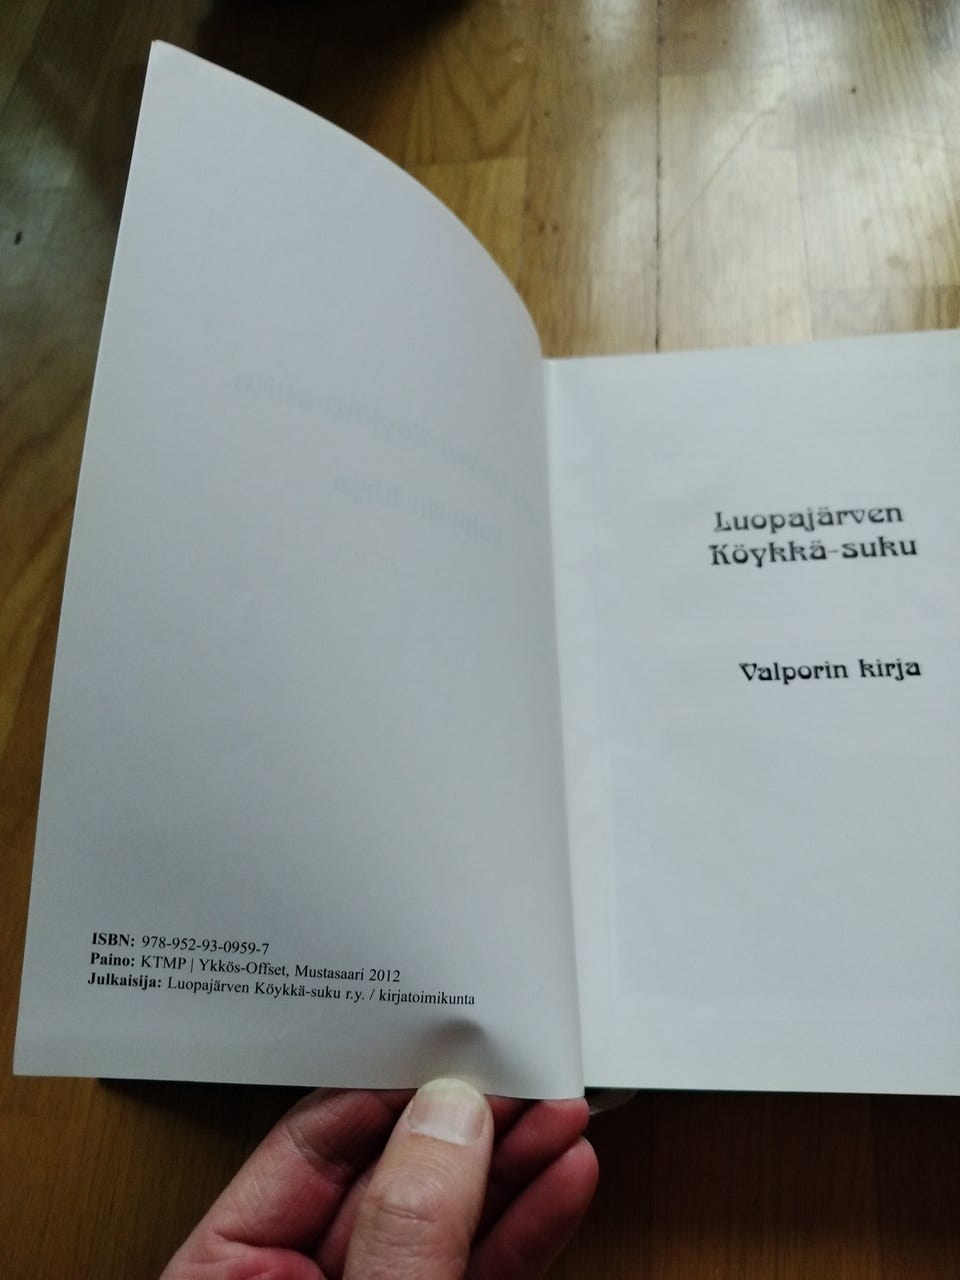 ISBN: 978-952-93-0959-7
Paino: KTMP | Ykkös-Offset, Mustasaari 2012
Julkaisija: Luopajärven Köykkä-suku r.y. / kirjatoimikunta
Luopajärven
Köykkä-suku
Valporin kirja